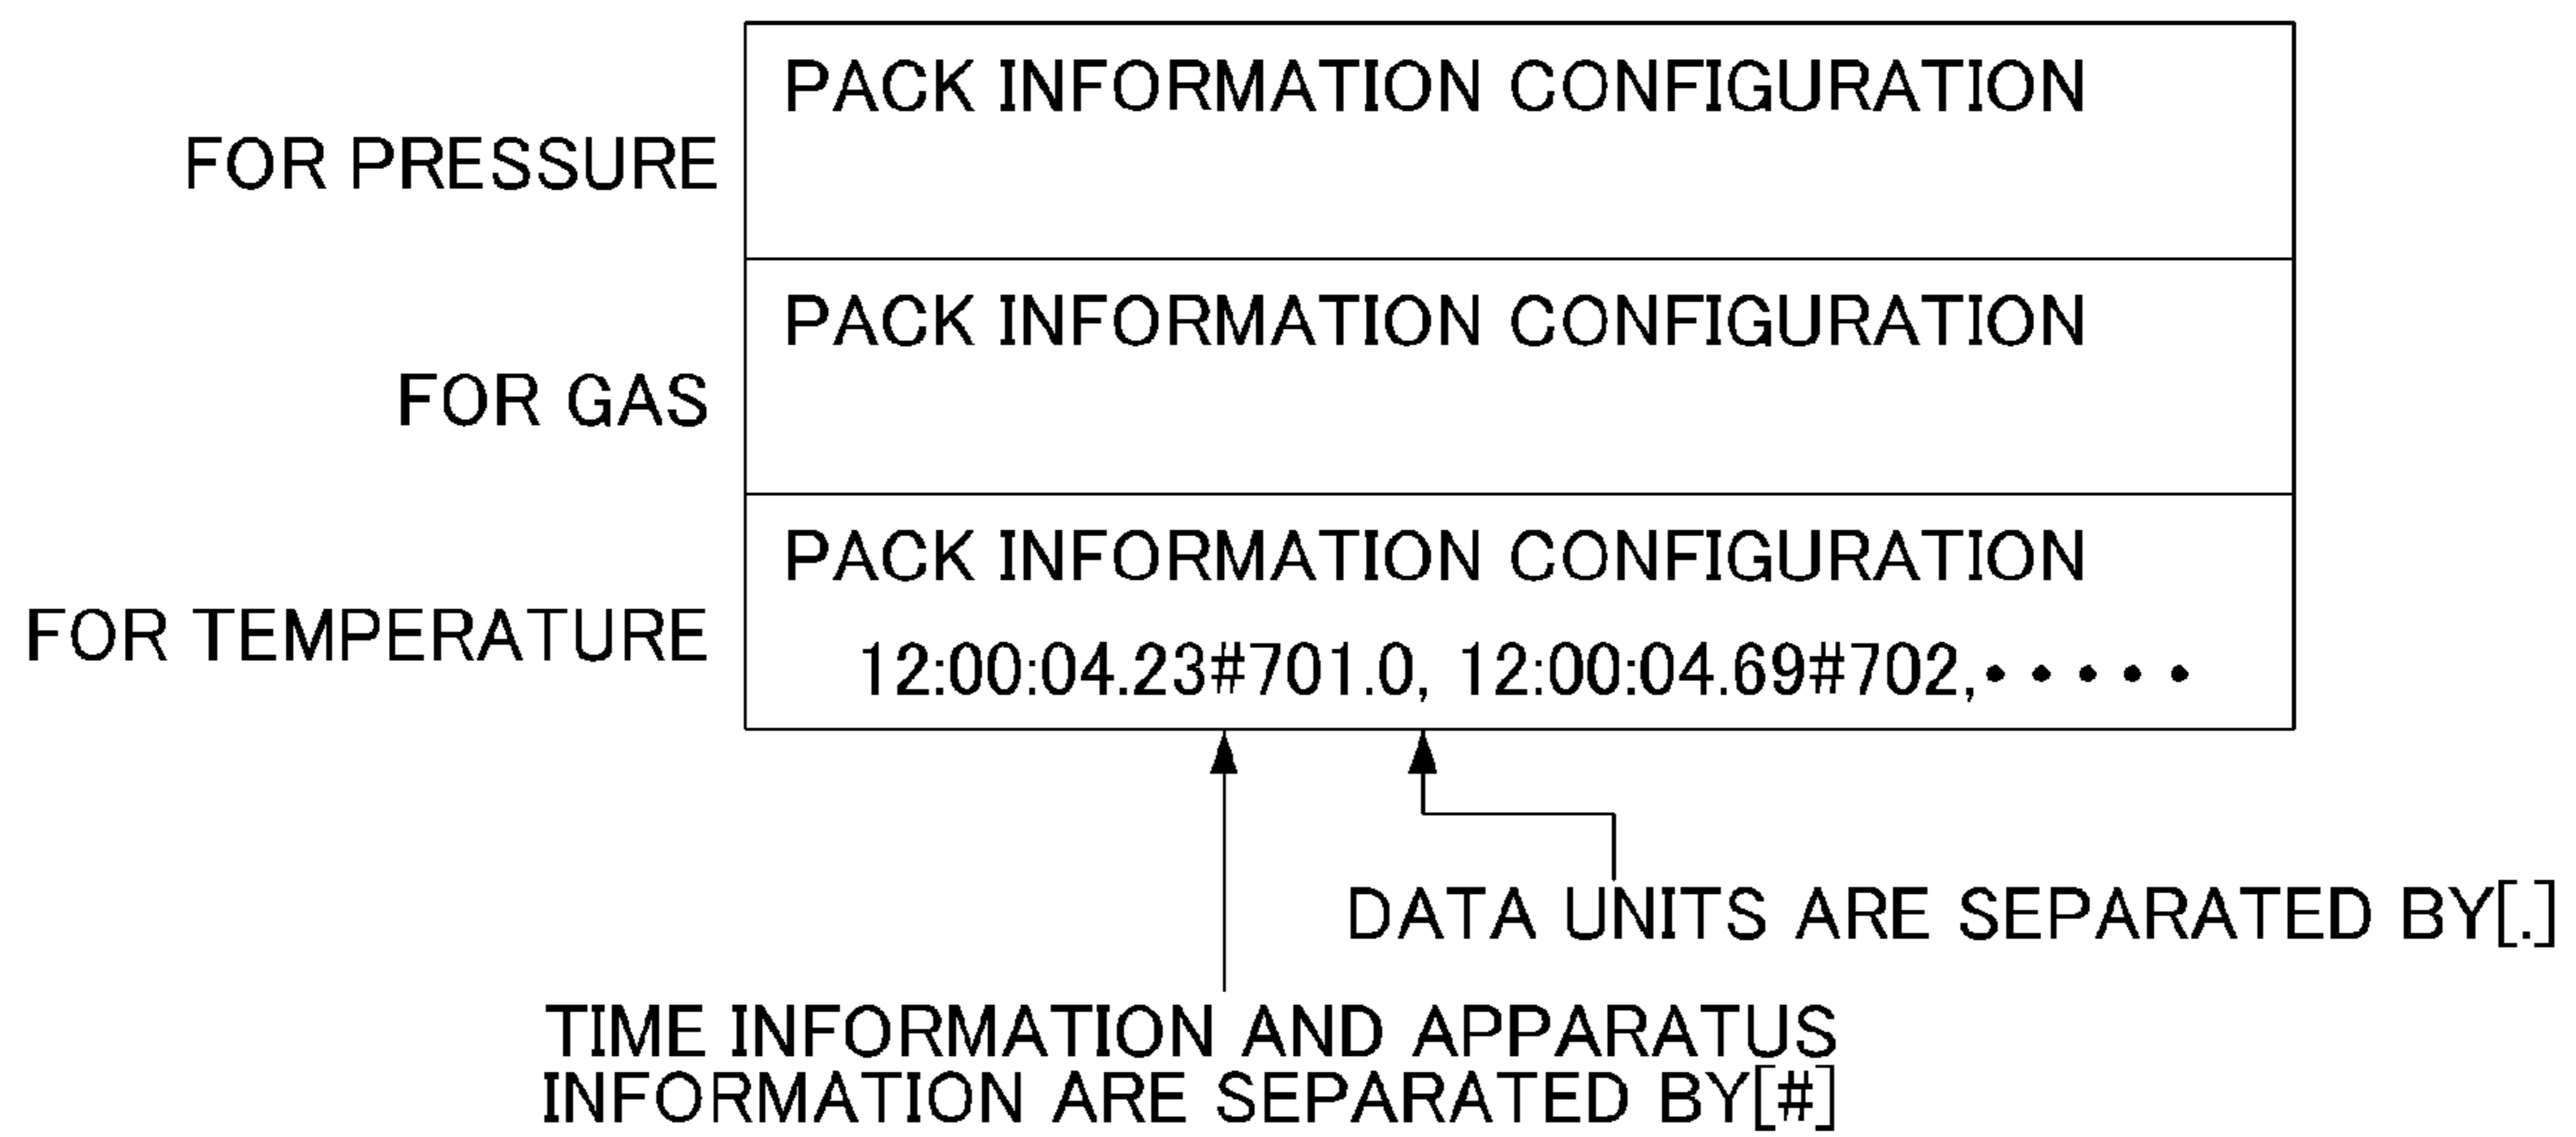 PACK INFORMATION CONFIGURATION
FOR PRESSURE
PACK INFORMATION CONFIGURATION
FOR GAS
PACK INFORMATION CONFIGURATION
FOR TEMPERATURE
12:00:04.23#701.0, 12:00:04.69#702,・・・・・
DATA UNITS ARE SEPARATED BY[.]
TIME INFORMATION AND APPARATUS
INFORMATION ARE SEPARATED BY[#]